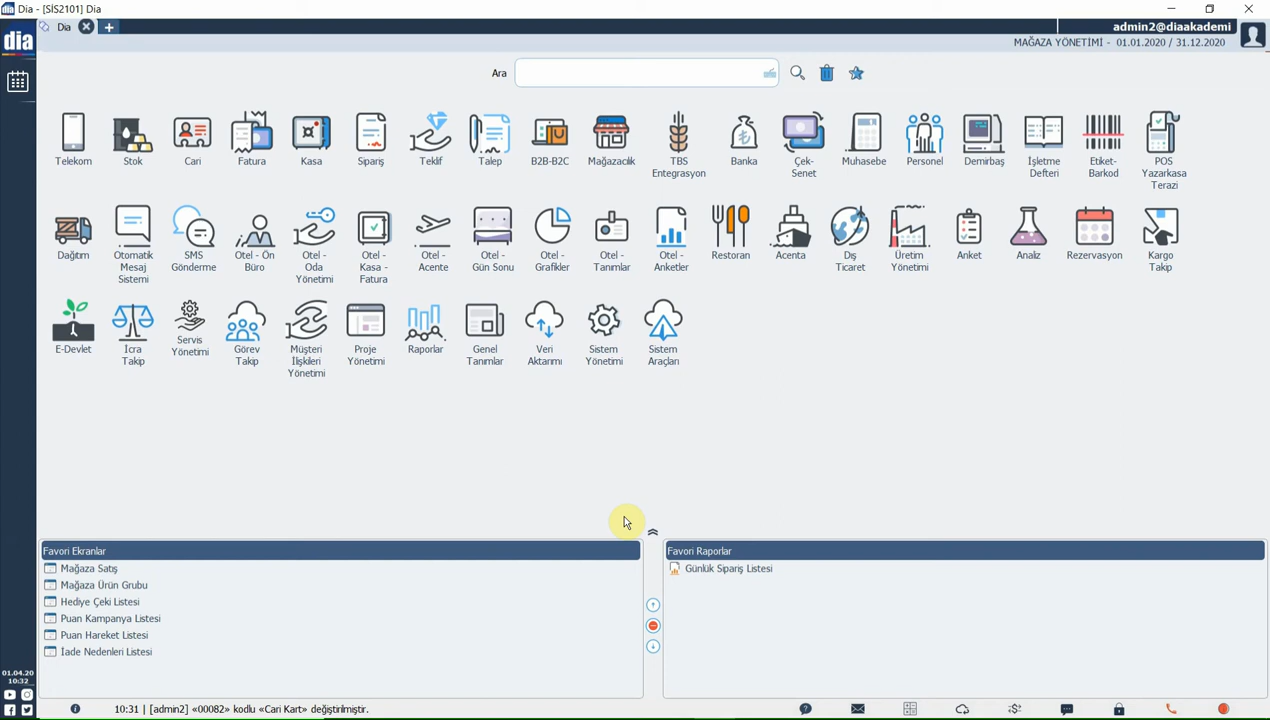 Dia - [SİS2101] Dia
dia
Dia
admin2@diaakademi
MAĞAZA YÖNETİMİ - 01.01.2020 / 31.12.2020
Ara
Telekom
Stok
Cari
Fatura
Kasa
Sipariş
Teklif
Talep
B2B-B2C
Mağazacılık
TBS
Entegrasyon
Banka
Çek-
Senet
Muhasebe
Personel
Demirbaş
İşletme
Defteri
Etiket-
Barkod
POS
Yazarkasa
Terazi
Dağıtım
Otomatik
Mesaj
Sistemi
SMS
Gönderme
Otel - Ön
Büro
Otel -
Oda
Yönetimi
Otel -
Kasa -
Fatura
Otel -
Acente
Otel -
Gün Sonu
Otel -
Grafikler
Otel -
Tanımlar
Otel -
Anketler
Restoran
Acenta
Dış
Ticaret
Üretim
Yönetimi
Anket
Analiz
Rezervasyon
Kargo
Takip
E-Devlet
İcra
Takip
Servis
Yönetimi
Görev
Takip
Müşteri
İlişkileri
Yönetimi
Proje
Yönetimi
Raporlar
Genel
Tanımlar
Veri
Aktarımı
Sistem
Yönetimi
Sistem
Araçları
Favori Ekranlar
Mağaza Satış
Mağaza Ürün Grubu
Hediye Çeki Listesi
Puan Kampanya Listesi
Puan Hareket Listesi
İade Nedenleri Listesi
Favori Raporlar
Günlük Sipariş Listesi
01.04.20
10:32
10:31 | [admin2] «00082» kodlu «Cari Kart» değiştirilmiştir.